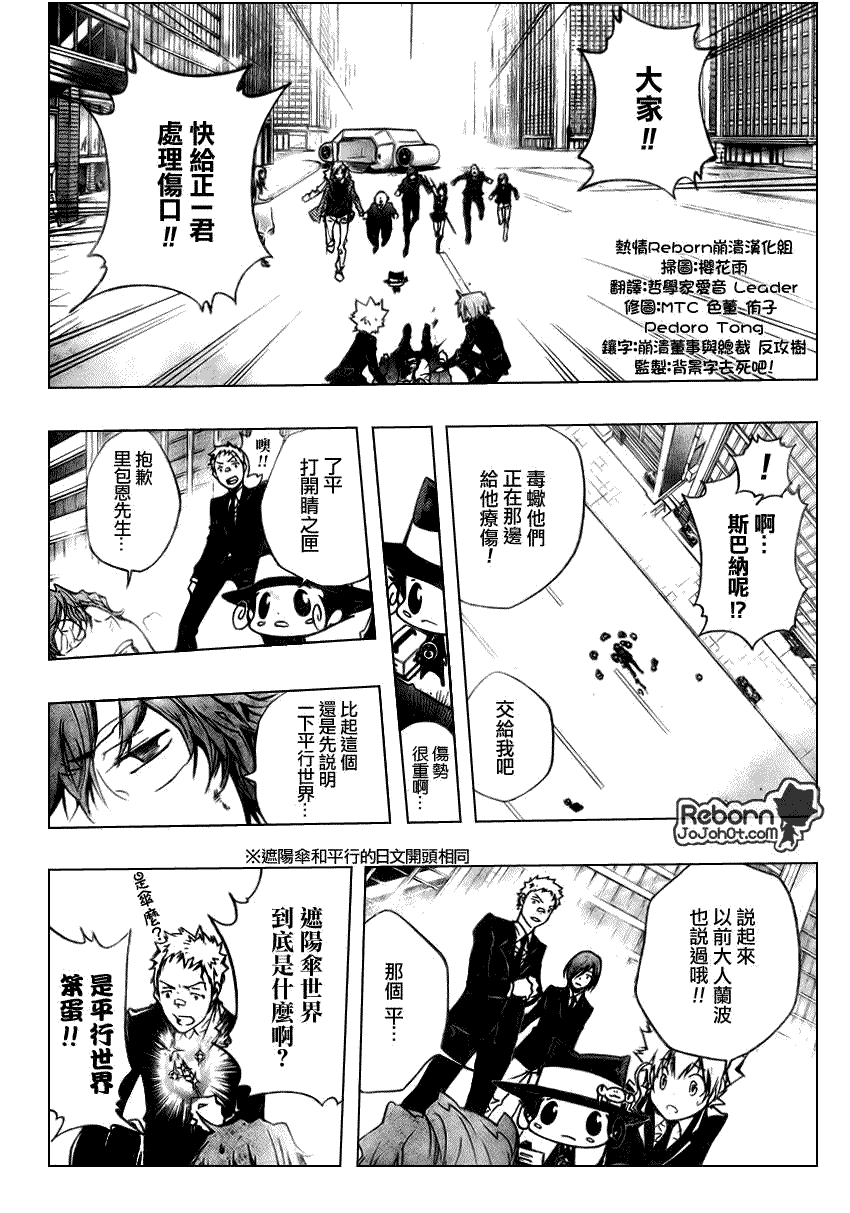 大家!!
快給正一君
處理傷口!!
熱情Reborn崩潰漢化組
掃圖:櫻花雨
翻譯:哲學家愛音 Leader
修圖:MTC 色董 侑子
Pedoro Tong
鑲字:崩潰董事與總裁 反攻樹
監製:背景字去死吧!
!
啊…
斯巴納呢!?
毒蠍他們
正在那邊
給他療傷!
交給我吧
傷勢
很重啊…
了平
打開晴之匣
噢!!
抱歉
里包恩先生…
比起這個
還是先說明
一下平行世界…
Reborn
JoJoHot.com
※遮陽傘和平行的日文開頭相同
說起來
以前大人蘭波
也說過哦!!
那個 平…
遮陽傘世界
到底是什麼啊?
是傘麼?
是平行世界
笨蛋!!